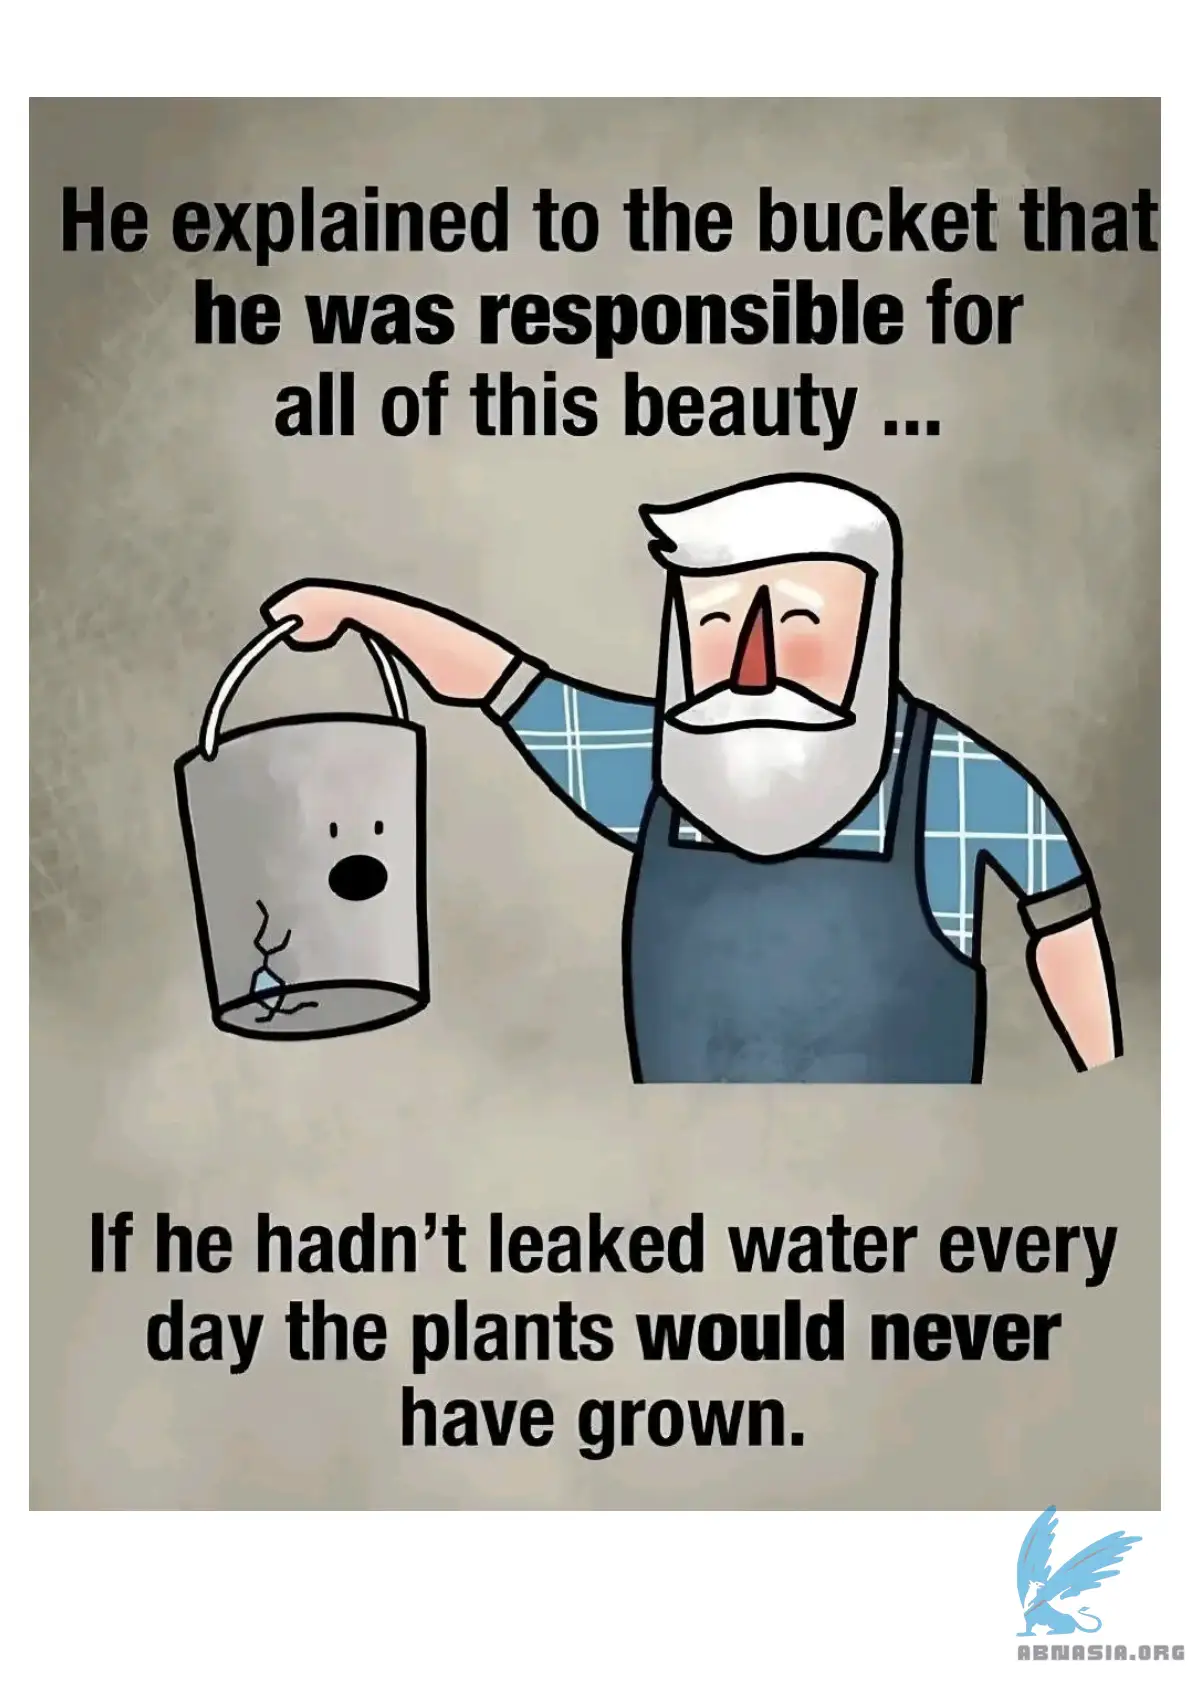 He explained to the bucket that
he was responsible for
all of this beauty ...
If he hadn’t leaked water every
day the plants would never
have grown.
ABNASIA.ORG